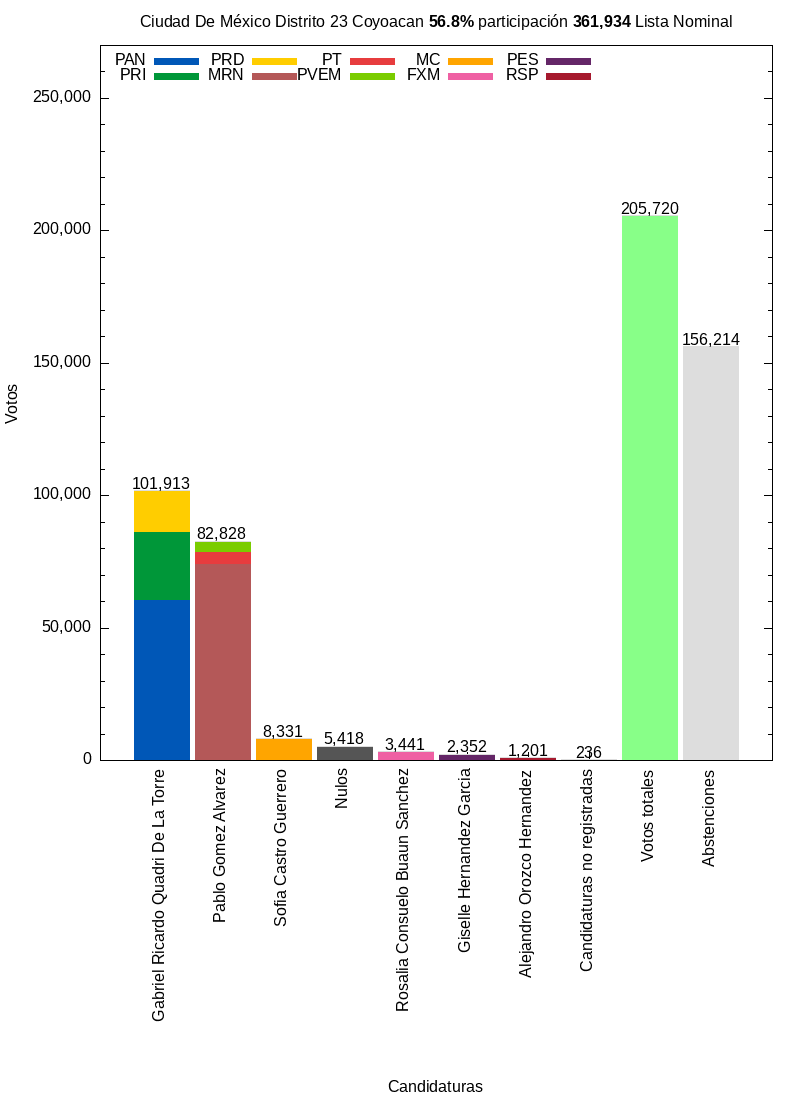 Ciudad De México Distrito 23 Coyoacan 56.8% participación 361,934 Lista Nominal
PAN PRD PT MC PES
PRI MRN PVEM FXM RSP
250,000
200,000
150,000
100,000
50,000
0
Votos
101,913
82,828
8,331
5,418
3,441
2,352
1,201
236
205,720
156,214
Gabriel Ricardo Quadri De La Torre
Pablo Gomez Alvarez
Sofia Castro Guerrero
Nulos
Rosalia Consuelo Buaun Sanchez
Giselle Hernandez Garcia
Alejandro Orozco Hernandez
Candidaturas no registradas
Votos totales
Abstenciones
Candidaturas